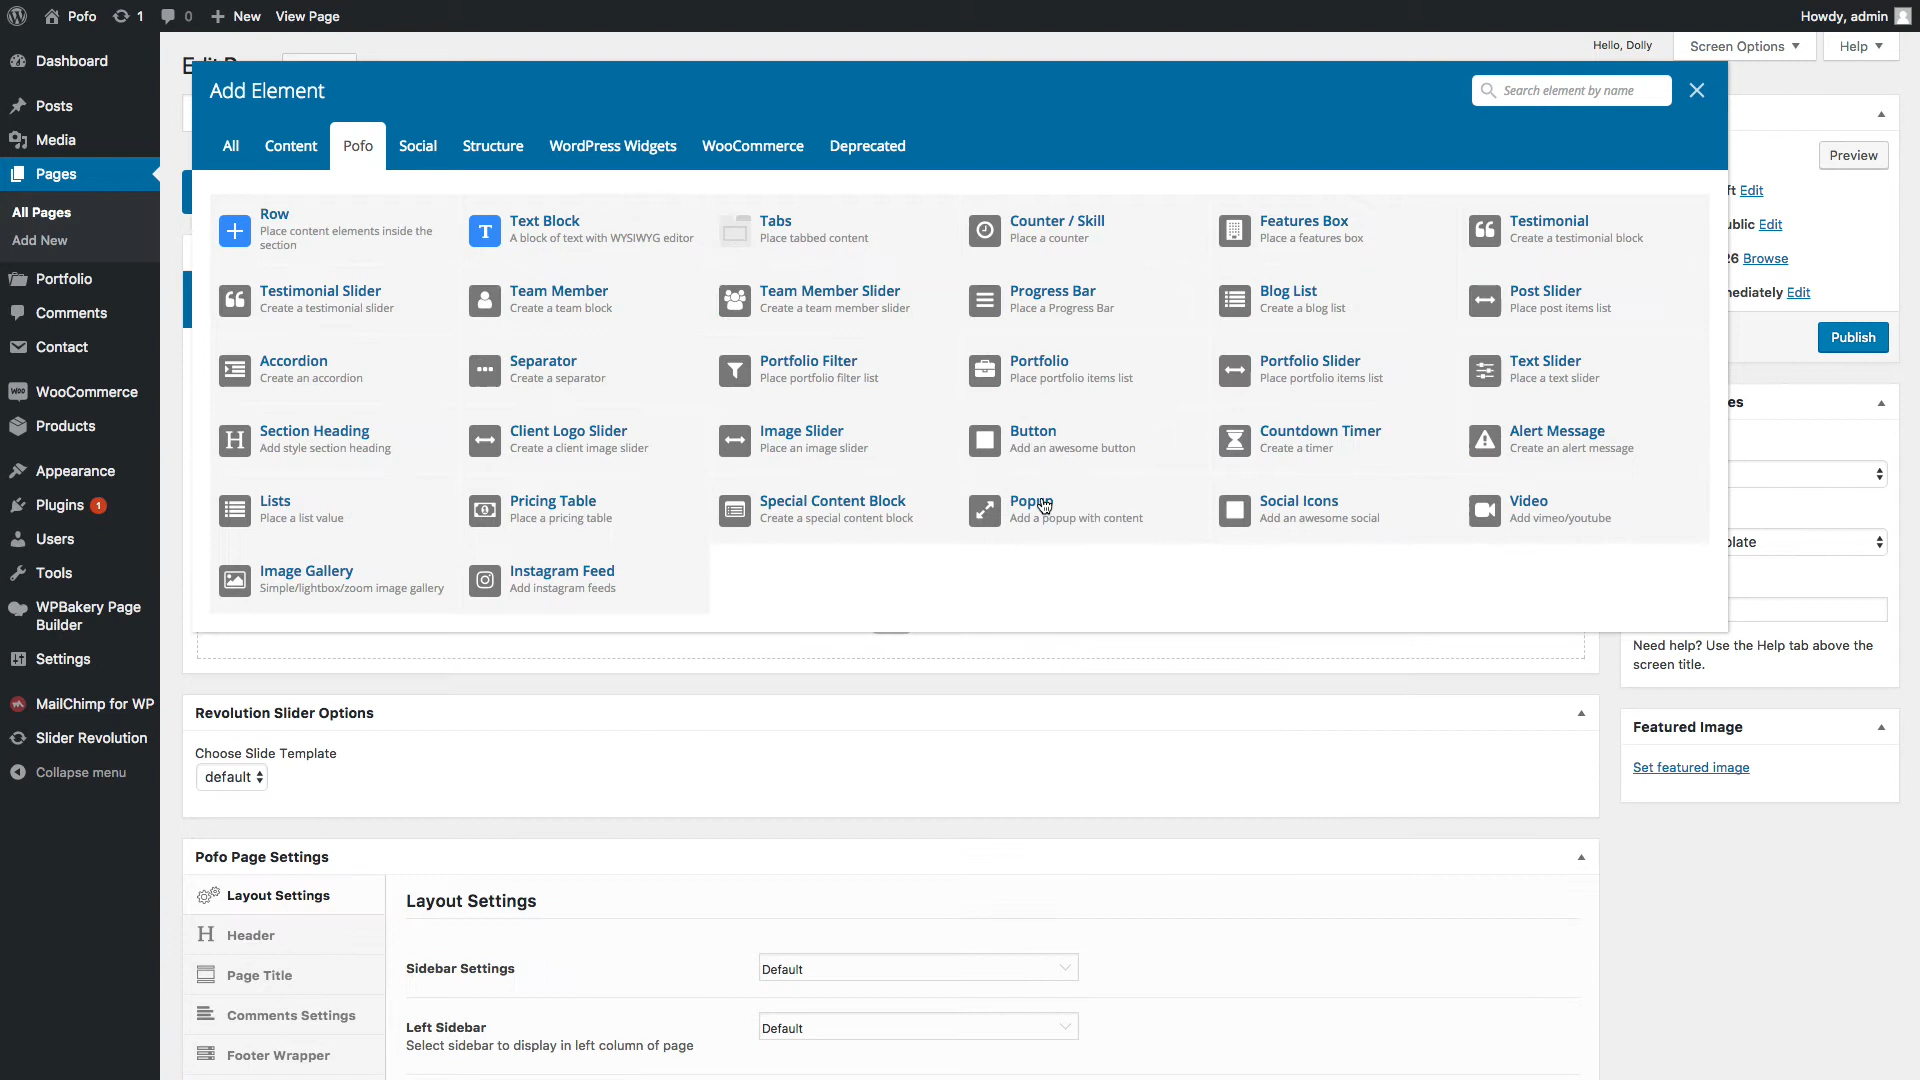 Pofo
1
0
New
View Page
Howdy, admin
Hello, Dolly
Screen Options
Help
Dashboard
Posts
Media
Pages
All Pages
Add New
Portfolio
Comments
Contact
WooCommerce
Products
Appearance
Plugins 1
Users
Tools
WPBakery Page
Builder
Settings
MailChimp for WP
Slider Revolution
Collapse menu
Add Element
Search element by name
All
Content
Pofo
Social
Structure
WordPress Widgets
WooCommerce
Deprecated
Row
Place content elements inside the
section
Text Block
A block of text with WYSIWYG editor
Tabs
Place tabbed content
Counter / Skill
Place a counter
Features Box
Place a features box
Testimonial
Create a testimonial block
Testimonial Slider
Create a testimonial slider
Team Member
Create a team block
Team Member Slider
Create a team member slider
Progress Bar
Place a Progress Bar
Blog List
Create a blog list
Post Slider
Place post items list
Accordion
Create an accordion
Separator
Create a separator
Portfolio Filter
Place portfolio filter list
Portfolio
Place portfolio items list
Portfolio Slider
Place portfolio items list
Text Slider
Place a text slider
Section Heading
Add style section heading
Client Logo Slider
Create a client image slider
Image Slider
Place an image slider
Button
Add an awesome button
Countdown Timer
Create a timer
Alert Message
Create an alert message
Lists
Place a list value
Pricing Table
Place a pricing table
Special Content Block
Create a special content block
Popup
Add a popup with content
Social Icons
Add an awesome social
Video
Add vimeo/youtube
Image Gallery
Simple/lightbox/zoom image gallery
Instagram Feed
Add instagram feeds
Preview
ft Edit
ublic Edit
26 Browse
mediately Edit
Publish
es
plate
Need help? Use the Help tab above the
screen title.
Featured Image
Set featured image
Revolution Slider Options
Choose Slide Template
default
Pofo Page Settings
Layout Settings
Header
Page Title
Comments Settings
Footer Wrapper
Layout Settings
Sidebar Settings
Default
Left Sidebar
Select sidebar to display in left column of page
Default